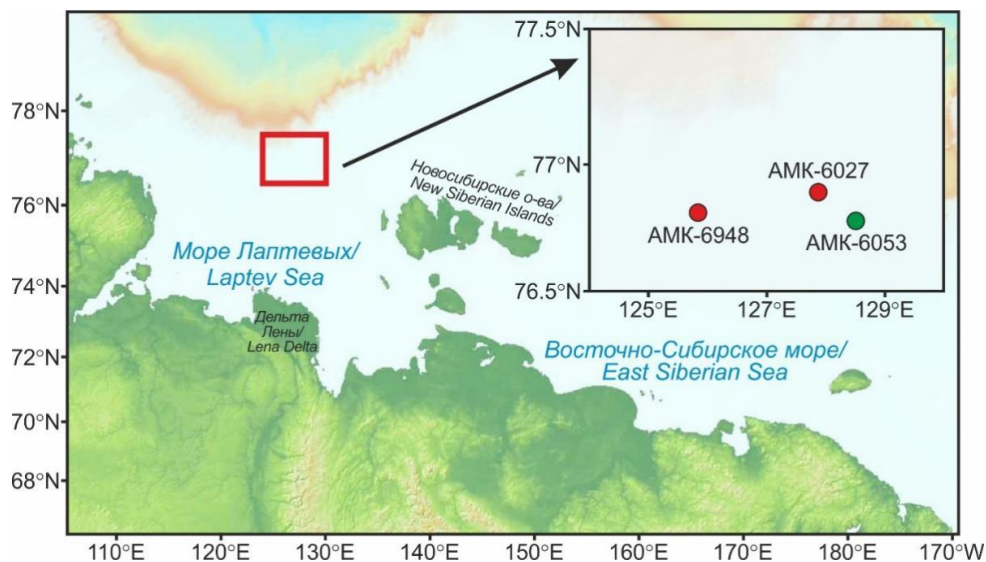 77.5°N
78°N
77°N
АМК-6027
Новосибирские о-ва/
New Siberian Islands
76°N
АМК-6948
АМК-6053
Море Лаптевых/
Laptev Sea
76.5°N
74°N
125°E
127°E
129°E
Дельта
Лены/
Lena Delta
72°N
Восточно-Сибирское море/
East Siberian Sea
70°N
68°N
110°E
120°E
130°E
140°E
150°E
160°E
170°E
180°E
170°W